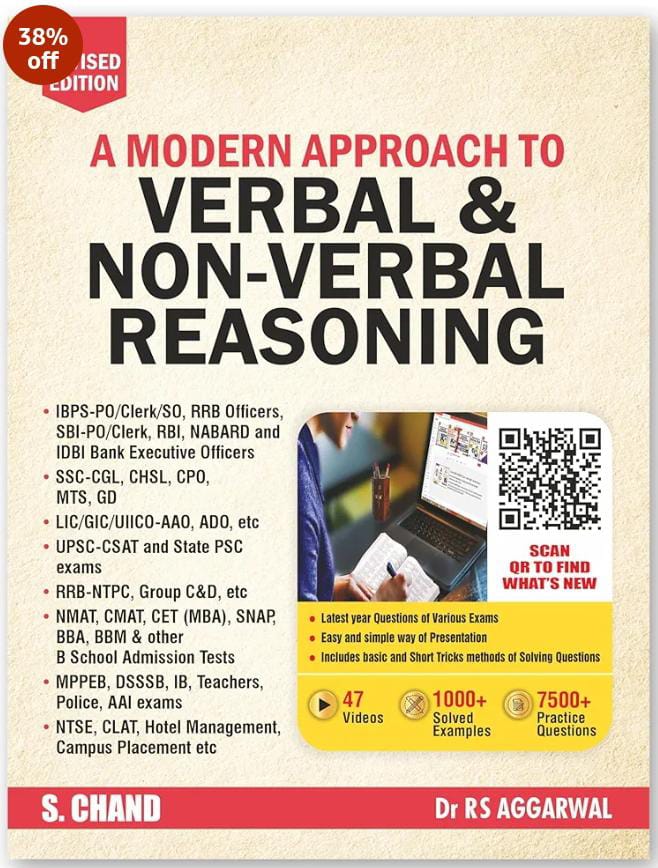 38%
off
EDITION
A MODERN APPROACH TO
VERBAL &
NON-VERBAL
REASONING
• IBPS-PO/Clerk/SO, RRB Officers,
SBI-PO/Clerk, RBI, NABARD and
IDBI Bank Executive Officers
• SSC-CGL, CHSL, CPO,
MTS, GD
• LIC/GIC/UIICO-AAO, ADO, etc
• UPSC-CSAT and State PSC
exams
• RRB-NTPC, Group C&D, etc
• NMAT, CMAT, CET (MBA), SNAP,
BBA, BBM & other
B School Admission Tests
• MPPEB, DSSSB, IB, Teachers,
Police, AAI exams
• NTSE, CLAT, Hotel Management,
Campus Placement etc
SCAN
QR TO FIND
WHAT'S NEW
• Latest year Questions of Various Exams
• Easy and simple way of Presentation
• Includes basic and Short Tricks methods of Solving Questions
47
Videos
1000+
Solved
Examples
7500+
Practice
Questions
S. CHAND
Dr RS AGGARWAL